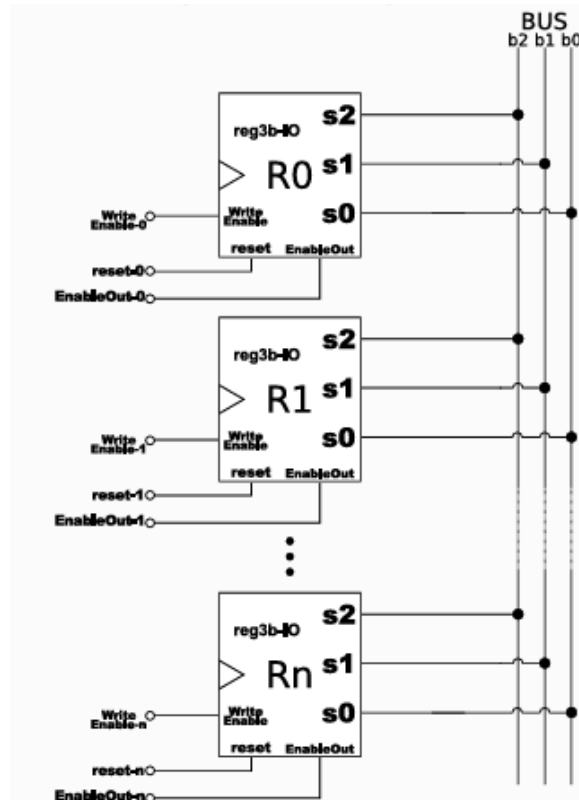 BUS
b2 b1 b0
s2
reg3b-IO
R0
s1
s0
Write
Enable-0
Write
Enable
reset
EnableOut
reset-0
EnableOut-0
s2
reg3b-IO
R1
s1
s0
Write
Enable-1
Write
Enable
reset
EnableOut
reset-1
EnableOut-1
s2
reg3b-IO
Rn
s1
s0
Write
Enable-n
Write
Enable
reset
EnableOut
reset-n
EnableOut-n